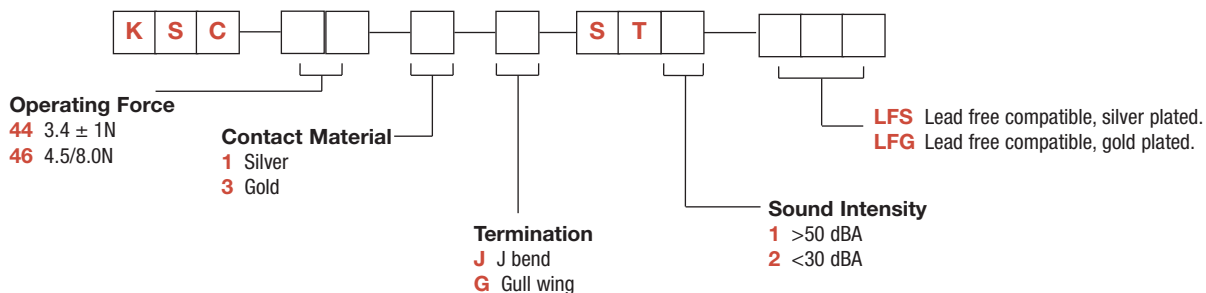 K S C S T
Operating Force
44 3.4 ± 1N
46 4.5/8.0N
Contact Material
1 Silver
3 Gold
Termination
J J bend
G Gull wing
Sound Intensity
1 >50 dBA
2 <30 dBA
LFS Lead free compatible, silver plated.
LFG Lead free compatible, gold plated.